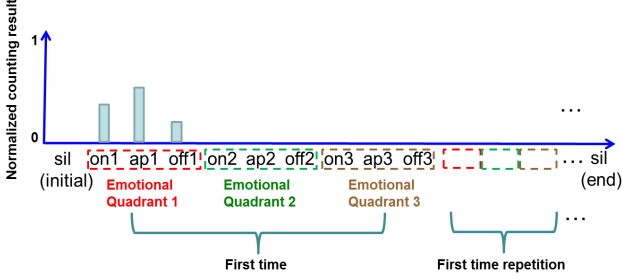 Normalized counting result
1
0
sil
(initial)
on1 ap1 off1 on2 ap2 off2 on3 ap3 off3 ... sil
(end)
...
Emotional
Quadrant 1
Emotional
Quadrant 2
Emotional
Quadrant 3
...
First time
First time repetition